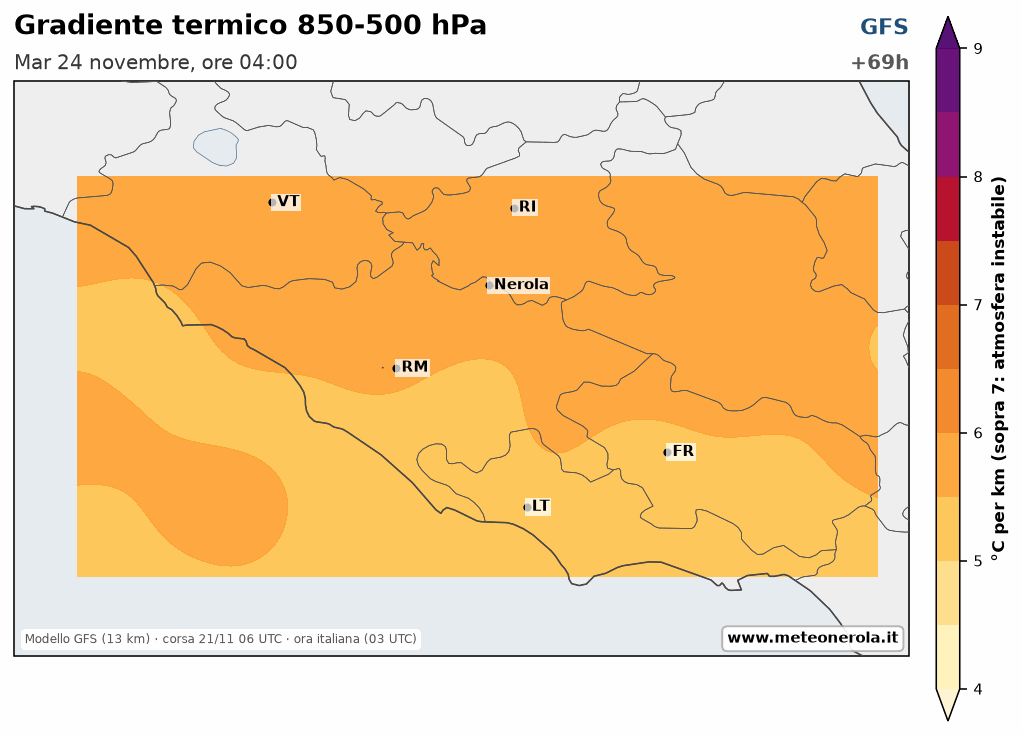 Gradiente termico 850-500 hPa
GFS
Mar 24 novembre, ore 04:00
+69h
VT
RI
Nerola
RM
FR
LT
Modello GFS (13 km) · corsa 21/11 06 UTC · ora italiana (03 UTC)
www.meteonerola.it
9
8
7
6
5
4
°C per km (sopra 7: atmosfera instabile)